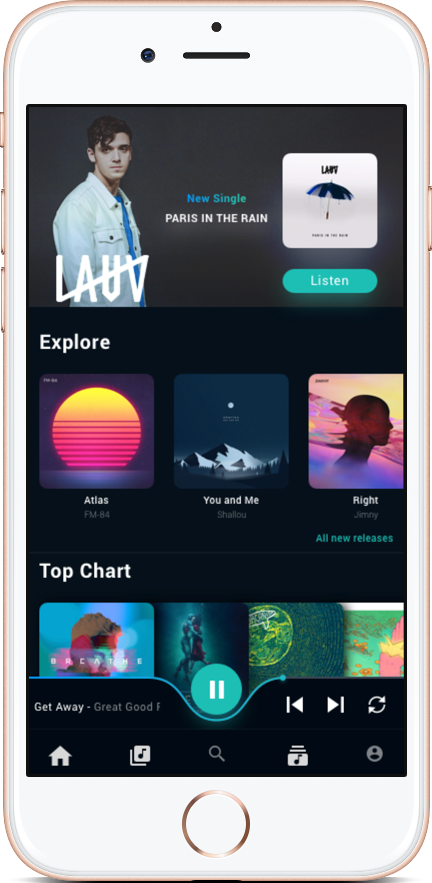 LAUV
New Single
PARIS IN THE RAIN
LAUV
PARIS IN THE RAIN
Listen
Explore
FM-84
Atlas
FM-84
You and Me
Shallou
Right
Jimny
All new releases
Top Chart
BREATHE
Get Away - Great Good F